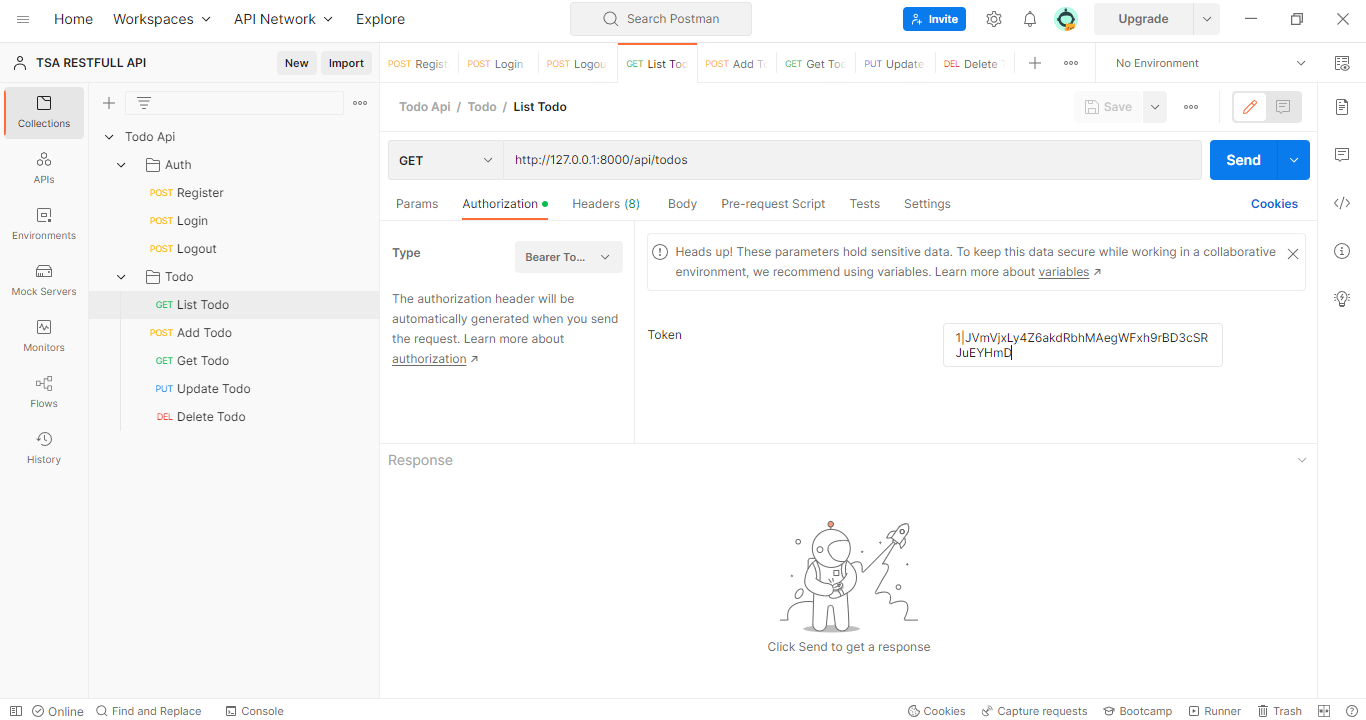 Home Workspaces API Network Explore Search Postman Invite Upgrade
TSA RESTFULL API New Import
POST Regist POST Login POST Logou GET List Tod POST Add T GET Get Tod PUT Update DEL Delete No Environment
Collections
APIs
Environments
Mock Servers
Monitors
Flows
History
Todo Api
Auth
POST Register
POST Login
POST Logout
Todo
GET List Todo
POST Add Todo
GET Get Todo
PUT Update Todo
DEL Delete Todo
Todo Api / Todo / List Todo Save
GET http://127.0.0.1:8000/api/todos Send
Params Authorization Headers (8) Body Pre-request Script Tests Settings Cookies
Type Bearer To...
The authorization header will be
automatically generated when you send
the request. Learn more about
authorization ↗
Heads up! These parameters hold sensitive data. To keep this data secure while working in a collaborative
environment, we recommend using variables. Learn more about variables ↗
Token
1|JVmVjxLy4Z6akdRbhMAegWFxh9rBD3cSR
JuEYHmD
Response
Click Send to get a response
Online Find and Replace Console Cookies Capture requests Bootcamp Runner Trash